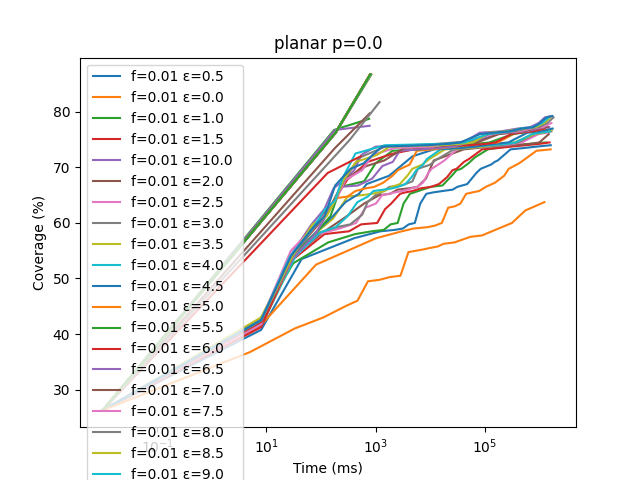 planar p=0.0
Coverage (%)
80
70
60
50
40
30
f=0.01 ε=0.5
f=0.01 ε=0.0
f=0.01 ε=1.0
f=0.01 ε=1.5
f=0.01 ε=10.0
f=0.01 ε=2.0
f=0.01 ε=2.5
f=0.01 ε=3.0
f=0.01 ε=3.5
f=0.01 ε=4.0
f=0.01 ε=4.5
f=0.01 ε=5.0
f=0.01 ε=5.5
f=0.01 ε=6.0
f=0.01 ε=6.5
f=0.01 ε=7.0
f=0.01 ε=7.5
f=0.01 ε=8.0
f=0.01 ε=8.5
f=0.01 ε=9.0
10⁻¹ 10¹ 10³ 10⁵
Time (ms)